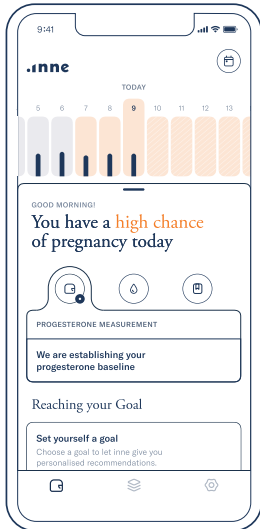 9:41
inne
TODAY
5 6 7 8 9 10 11 12 13
GOOD MORNING!
You have a high chance
of pregnancy today
PROGESTERONE MEASUREMENT
We are establishing your
progesterone baseline
Reaching your Goal
Set yourself a goal
Choose a goal to let inne give you
personalised recommendations.